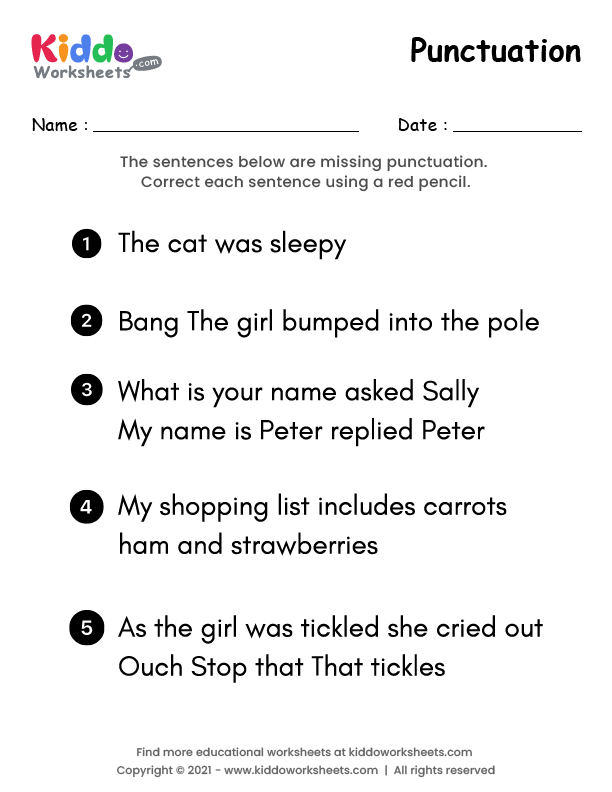 Kiddo
Worksheets.com
Punctuation
Name : Date :
The sentences below are missing punctuation.
Correct each sentence using a red pencil.
1 The cat was sleepy
2 Bang The girl bumped into the pole
3 What is your name asked Sally
My name is Peter replied Peter
4 My shopping list includes carrots
ham and strawberries
5 As the girl was tickled she cried out
Ouch Stop that That tickles
Find more educational worksheets at kiddoworksheets.com
Copyright © 2021 - www.kiddoworksheets.com | All rights reserved